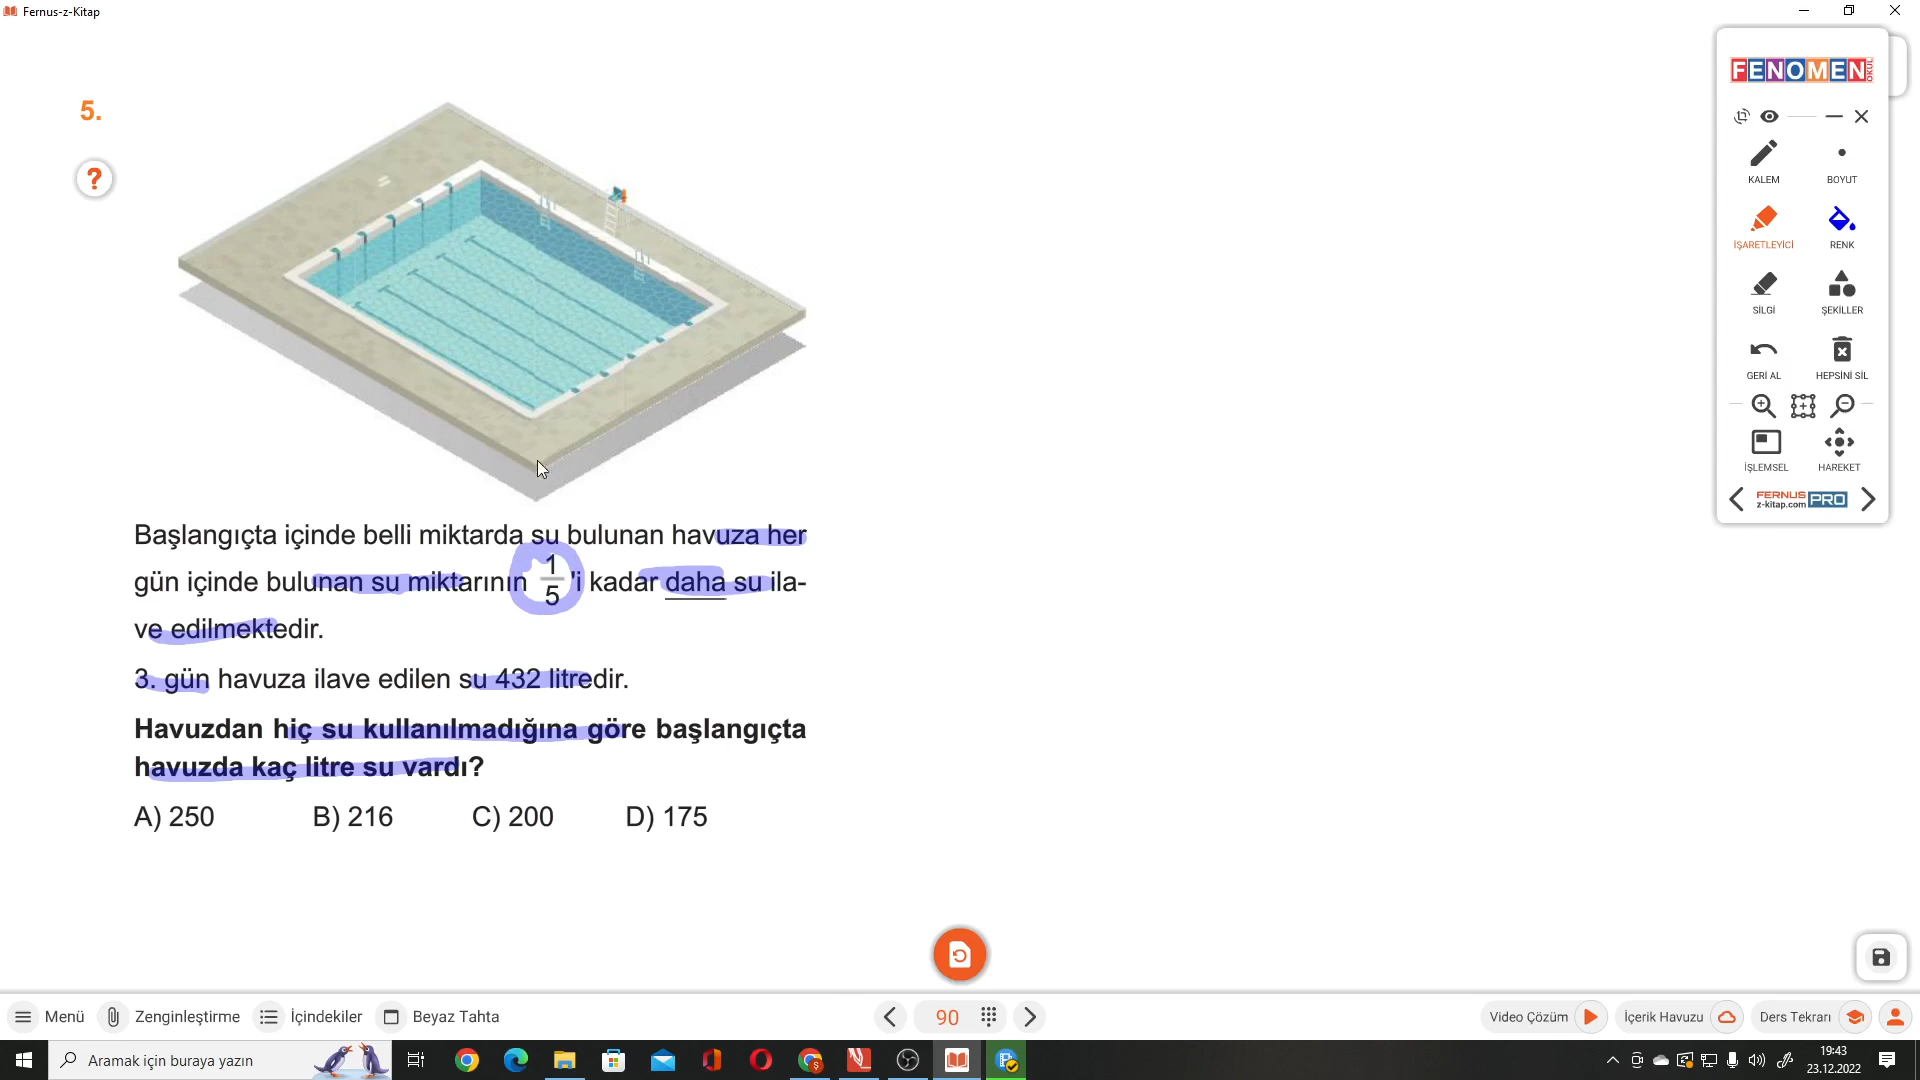 Fernus-z-Kitap
FENOMEN OKUL
5.
?
KALEM BOYUT
İŞARETLEYİCİ RENK
SİLGİ ŞEKİLLER
GERİ AL HEPSİNİ SİL
İŞLEMSEL HAREKET
FERNUS z-kitap.com PRO
Başlangıçta içinde belli miktarda su bulunan havuza her
gün içinde bulunan su miktarının 1/5 'i kadar daha su ila-
ve edilmektedir.
3. gün havuza ilave edilen su 432 litredir.
Havuzdan hiç su kullanılmadığına göre başlangıçta
havuzda kaç litre su vardı?
A) 250 B) 216 C) 200 D) 175
Menü Zenginleştirme İçindekiler Beyaz Tahta 90 Video Çözüm İçerik Havuzu Ders Tekrarı
Aramak için buraya yazın
19:43
23.12.2022